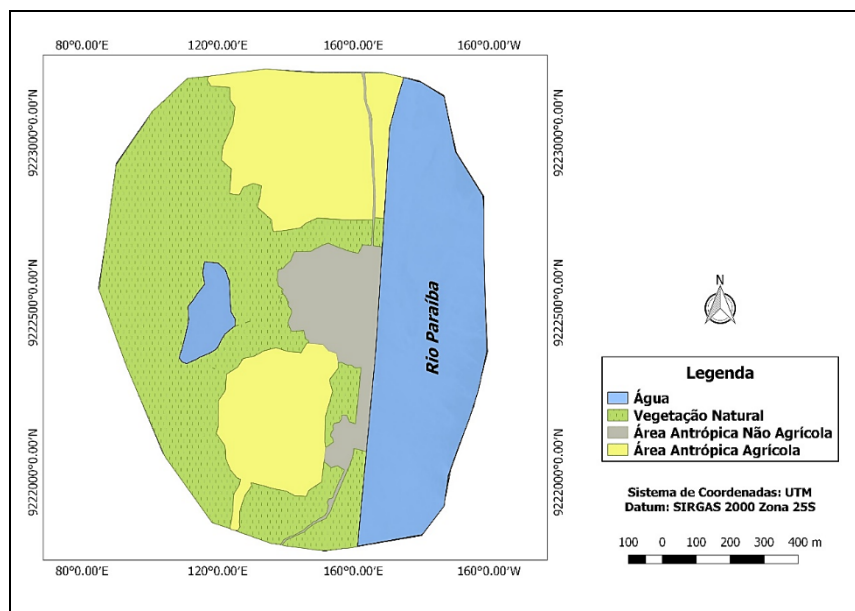 80°0.00'E 120°0.00'E 160°0.00'E 160°0.00'W
9223000°0.00'N
9222500°0.00'N
9222000°0.00'N
9223000°0.00'N
9222500°0.00'N
9222000°0.00'N
Rio Paraíba
80°0.00'E 120°0.00'E 160°0.00'E 160°0.00'W
N
Legenda
Água
Vegetação Natural
Área Antrópica Não Agrícola
Área Antrópica Agrícola
Sistema de Coordenadas: UTM
Datum: SIRGAS 2000 Zona 25S
100 0 100 200 300 400 m